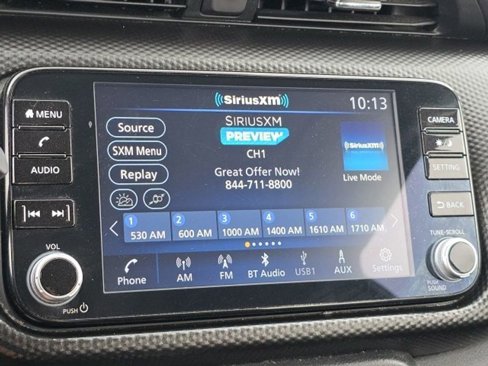 ((SiriusXM))
10:13
MENU
AUDIO
VOL
PUSH
Source
SXM Menu
Replay
SIRIUSXM
PREVIEW
CH1
Great Offer Now!
844-711-8800
((SiriusXM))
Live Mode
1 2 3 4 5 6
530 AM 600 AM 1000 AM 1400 AM 1610 AM 1710 AM
Phone AM FM BT Audio USB1 AUX Settings
CAMERA
SETTING
BACK
TUNE-SCROLL
PUSH
SOUND